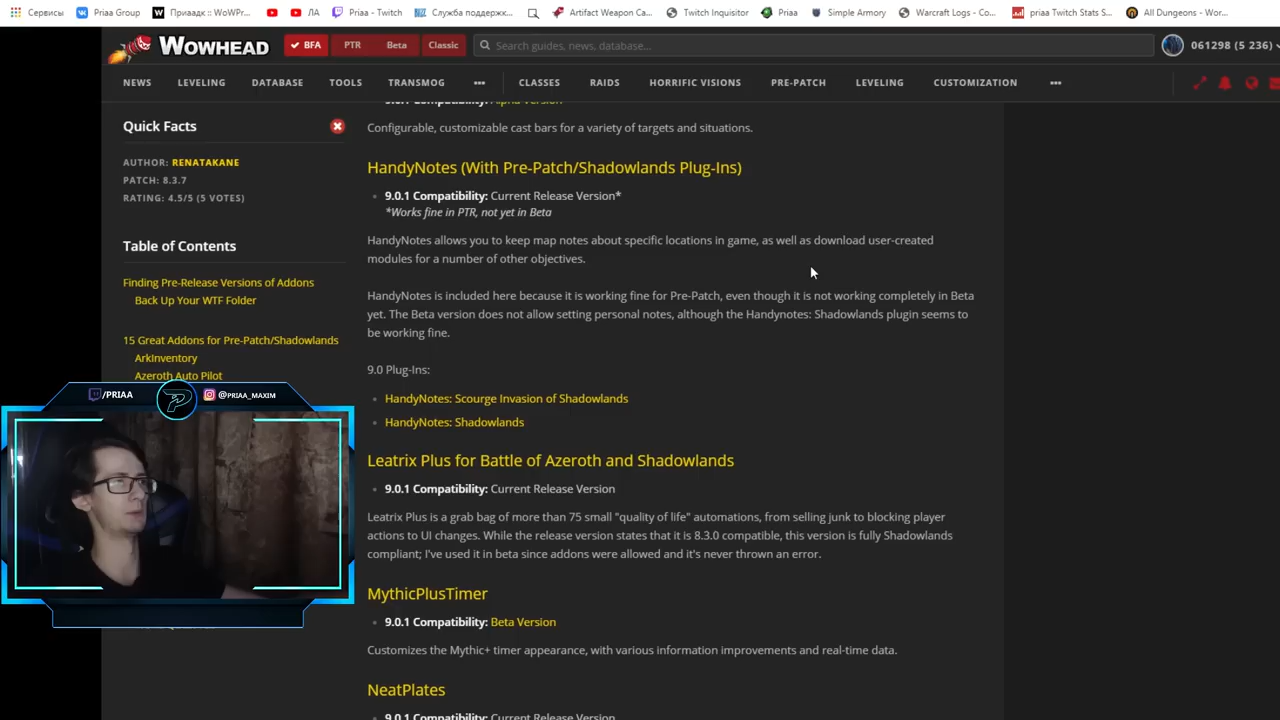 Сервисы Priaa Group Приаадк :: WoWPr... ЛА Priaa - Twitch Служба поддержк... Artifact Weapon Ca... Twitch Inquisitor Priaa Simple Armory Warcraft Logs - Co... priaa Twitch Stats S... All Dungeons - Wor...
WOWHEAD BFA PTR Beta Classic Search guides, news, database... 061298 (5 236)
NEWS LEVELING DATABASE TOOLS TRANSMOG ••• CLASSES RAIDS HORRIFIC VISIONS PRE-PATCH LEVELING CUSTOMIZATION •••
Quick Facts
AUTHOR: RENATAKANE
PATCH: 8.3.7
RATING: 4.5/5 (5 VOTES)
Table of Contents
Finding Pre-Release Versions of Addons
Back Up Your WTF Folder
15 Great Addons for Pre-Patch/Shadowlands
ArkInventory
Azeroth Auto Pilot
/PRIAA @PRIAA_MAXIM
9.0.1 Compatibility: Alpha Version
Configurable, customizable cast bars for a variety of targets and situations.
HandyNotes (With Pre-Patch/Shadowlands Plug-Ins)
9.0.1 Compatibility: Current Release Version*
*Works fine in PTR, not yet in Beta
HandyNotes allows you to keep map notes about specific locations in game, as well as download user-created
modules for a number of other objectives.
HandyNotes is included here because it is working fine for Pre-Patch, even though it is not working completely in Beta
yet. The Beta version does not allow setting personal notes, although the Handynotes: Shadowlands plugin seems to
be working fine.
9.0 Plug-Ins:
HandyNotes: Scourge Invasion of Shadowlands
HandyNotes: Shadowlands
Leatrix Plus for Battle of Azeroth and Shadowlands
9.0.1 Compatibility: Current Release Version
Leatrix Plus is a grab bag of more than 75 small "quality of life" automations, from selling junk to blocking player
actions to UI changes. While the release version states that it is 8.3.0 compatible, this version is fully Shadowlands
compliant; I've used it in beta since addons were allowed and it's never thrown an error.
MythicPlusTimer
9.0.1 Compatibility: Beta Version
Customizes the Mythic+ timer appearance, with various information improvements and real-time data.
NeatPlates
9.0.1 Compatibility: Current Release Version